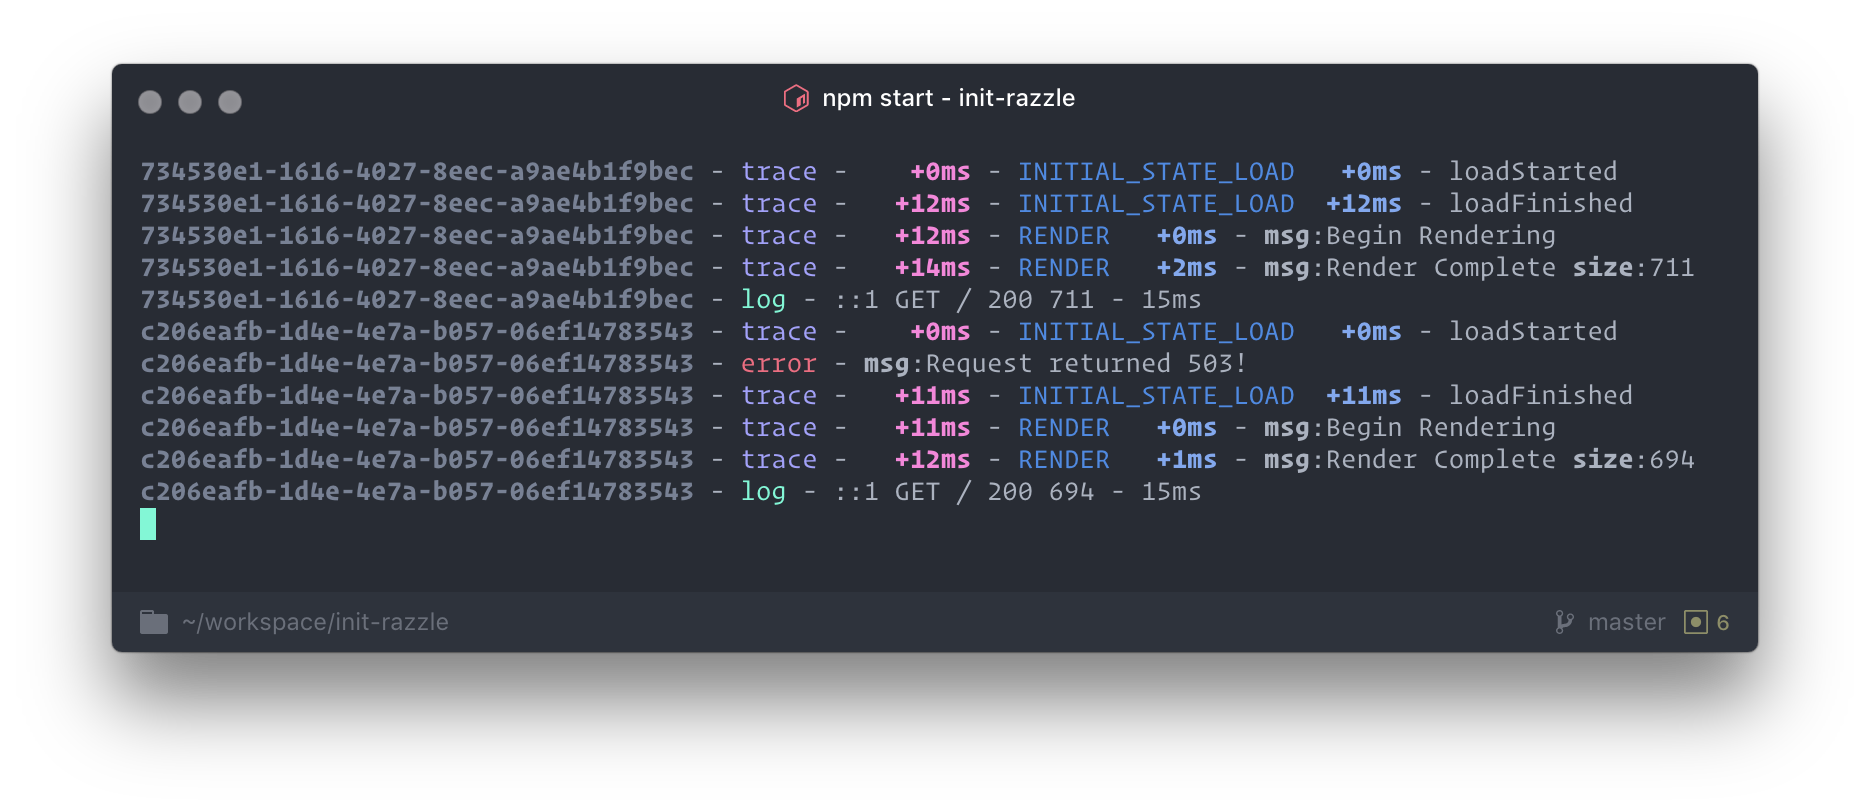 npm start - init-razzle
734530e1-1616-4027-8eec-a9ae4b1f9bec - trace -    +0ms - INITIAL_STATE_LOAD   +0ms - loadStarted
734530e1-1616-4027-8eec-a9ae4b1f9bec - trace -   +12ms - INITIAL_STATE_LOAD  +12ms - loadFinished
734530e1-1616-4027-8eec-a9ae4b1f9bec - trace -   +12ms - RENDER   +0ms - msg:Begin Rendering
734530e1-1616-4027-8eec-a9ae4b1f9bec - trace -   +14ms - RENDER   +2ms - msg:Render Complete size:711
734530e1-1616-4027-8eec-a9ae4b1f9bec - log - ::1 GET / 200 711 - 15ms
c206eafb-1d4e-4e7a-b057-06ef14783543 - trace -    +0ms - INITIAL_STATE_LOAD   +0ms - loadStarted
c206eafb-1d4e-4e7a-b057-06ef14783543 - error - msg:Request returned 503!
c206eafb-1d4e-4e7a-b057-06ef14783543 - trace -   +11ms - INITIAL_STATE_LOAD  +11ms - loadFinished
c206eafb-1d4e-4e7a-b057-06ef14783543 - trace -   +11ms - RENDER   +0ms - msg:Begin Rendering
c206eafb-1d4e-4e7a-b057-06ef14783543 - trace -   +12ms - RENDER   +1ms - msg:Render Complete size:694
c206eafb-1d4e-4e7a-b057-06ef14783543 - log - ::1 GET / 200 694 - 15ms
~/workspace/init-razzle master 6